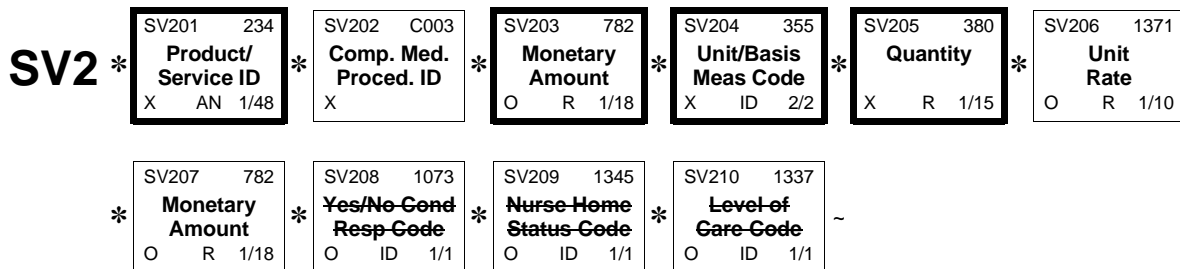 SV2 * SV201 234 * SV202 C003 * SV203 782 * SV204 355 * SV205 380 * SV206 1371
Product/ Comp. Med. Monetary Unit/Basis Quantity Unit
Service ID Proced. ID Amount Meas Code Rate
X AN 1/48 X O R 1/18 X ID 2/2 X R 1/15 O R 1/10
* SV207 782 * SV208 1073 * SV209 1345 * SV210 1337 ~
Monetary Yes/No Cond Nurse Home Level of
Amount Resp Code Status Code Care Code
O R 1/18 O ID 1/1 O ID 1/1 O ID 1/1